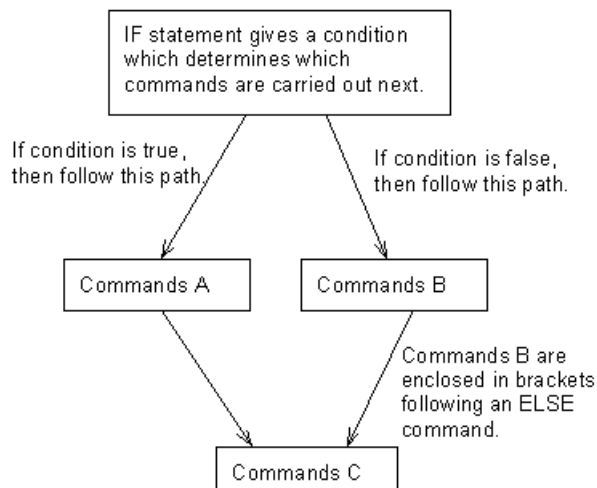 IF statement gives a condition
which determines which
commands are carried out next.
If condition is true,
then follow this path.
If condition is false,
then follow this path.
Commands A
Commands B
Commands B are
enclosed in brackets
following an ELSE
command.
Commands C